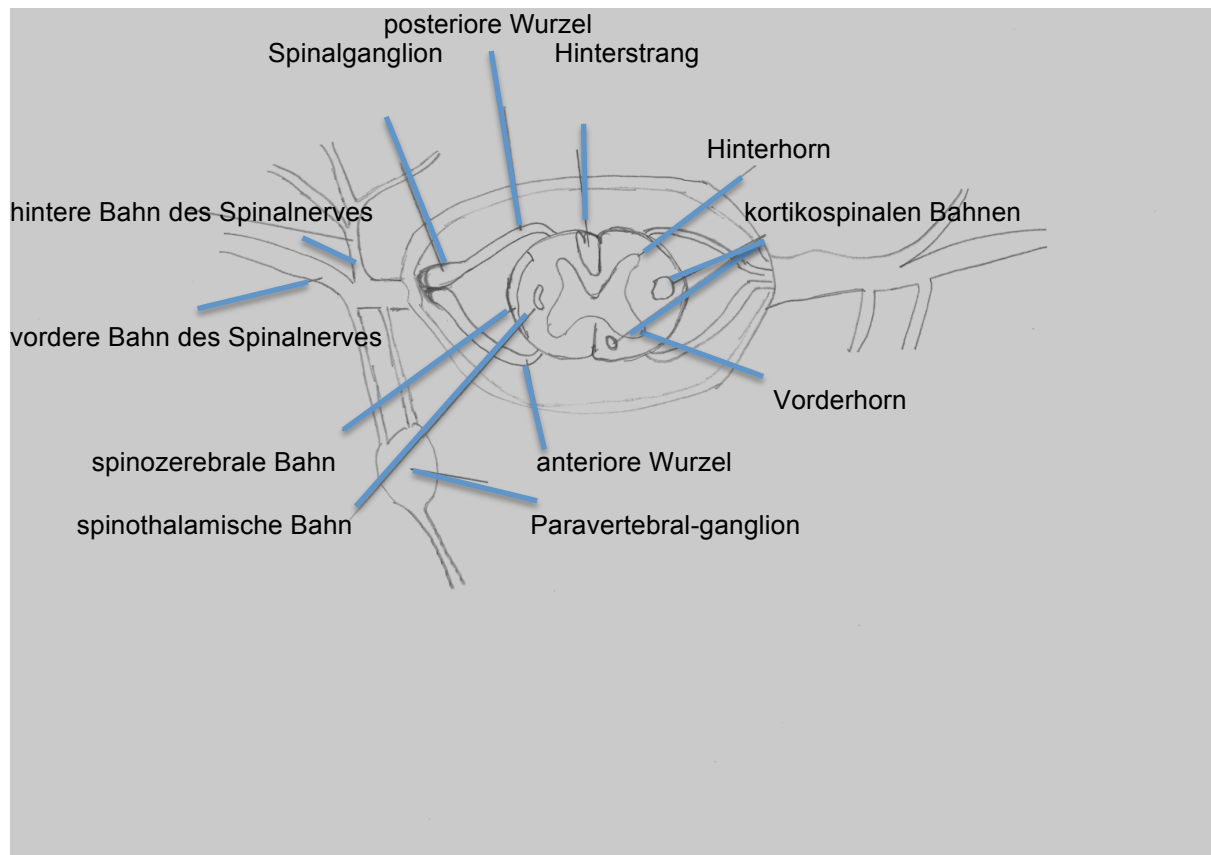 posteriore Wurzel
Spinalganglion
Hinterstrang
Hinterhorn
hintere Bahn des Spinalnerves
kortikospinalen Bahnen
vordere Bahn des Spinalnerves
Vorderhorn
spinozerebrale Bahn
anteriore Wurzel
spinothalamische Bahn
Paravertebral-ganglion